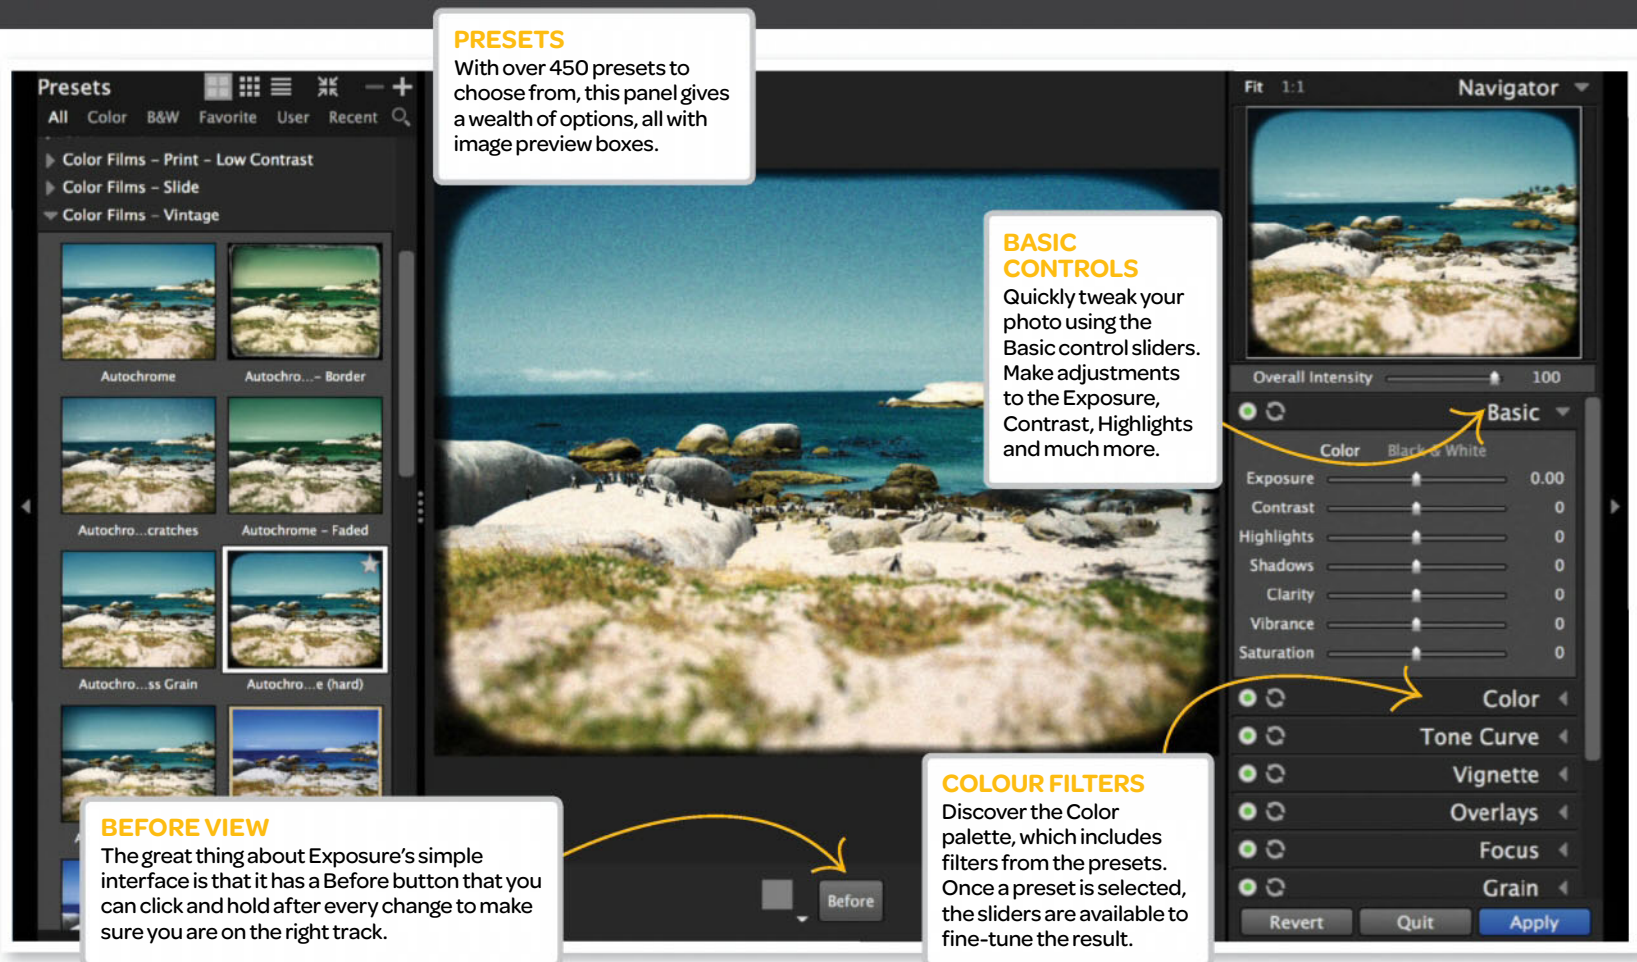 PRESETS
With over 450 presets to
choose from, this panel gives
a wealth of options, all with
image preview boxes.
Presets
All Color B&W Favorite User Recent
Color Films – Print – Low Contrast
Color Films – Slide
Color Films – Vintage
Autochrome
Autochro...– Border
Autochro...cratches
Autochrome – Faded
Autochro...ss Grain
Autochro...e (hard)
BEFORE VIEW
The great thing about Exposure's simple
interface is that it has a Before button that you
can click and hold after every change to make
sure you are on the right track.
Before
BASIC
CONTROLS
Quickly tweak your
photo using the
Basic control sliders.
Make adjustments
to the Exposure,
Contrast, Highlights
and much more.
COLOUR FILTERS
Discover the Color
palette, which includes
filters from the presets.
Once a preset is selected,
the sliders are available to
fine-tune the result.
Fit 1:1 Navigator
Overall Intensity 100
Basic
Color Black & White
Exposure 0.00
Contrast 0
Highlights 0
Shadows 0
Clarity 0
Vibrance 0
Saturation 0
Color
Tone Curve
Vignette
Overlays
Focus
Grain
Revert Quit Apply